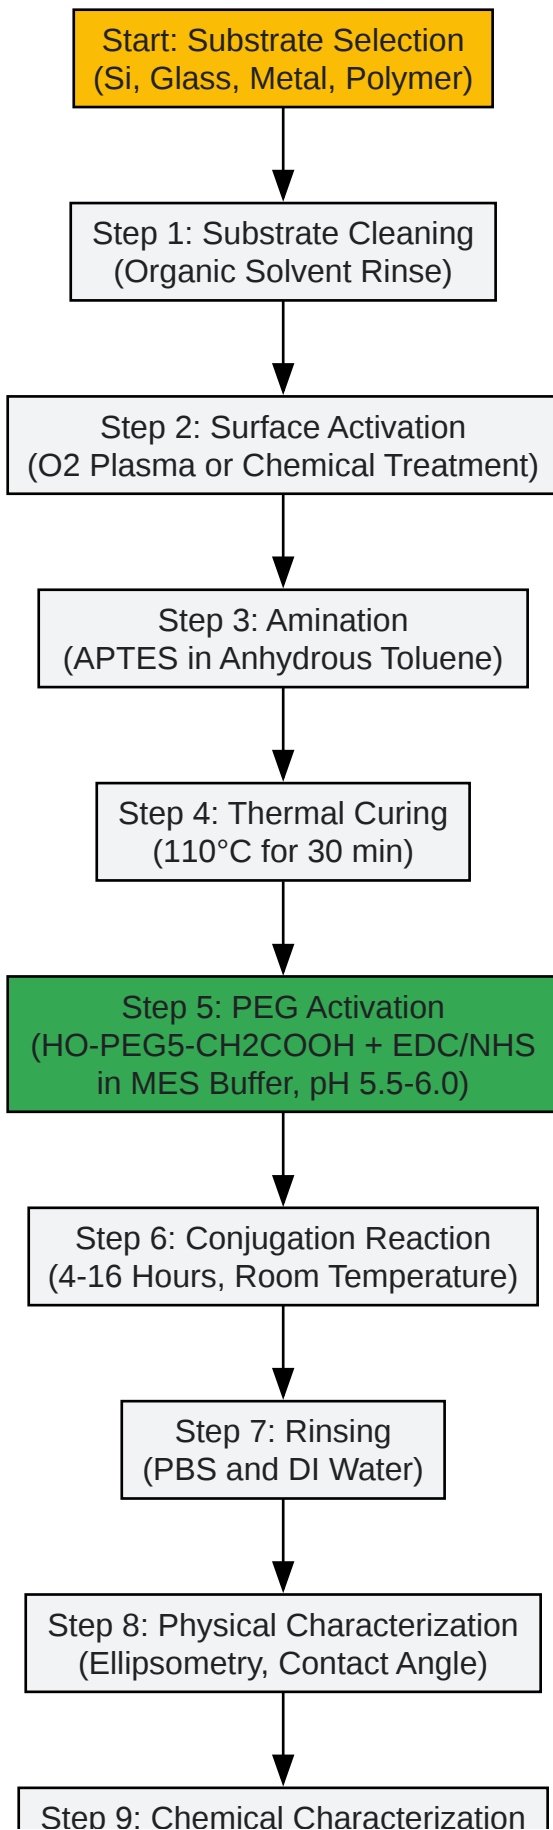 Start: Substrate Selection
(Si, Glass, Metal, Polymer)
Step 1: Substrate Cleaning
(Organic Solvent Rinse)
Step 2: Surface Activation
(O2 Plasma or Chemical Treatment)
Step 3: Amination
(APTES in Anhydrous Toluene)
Step 4: Thermal Curing
(110°C for 30 min)
Step 5: PEG Activation
(HO-PEG5-CH2COOH + EDC/NHS
in MES Buffer, pH 5.5-6.0)
Step 6: Conjugation Reaction
(4-16 Hours, Room Temperature)
Step 7: Rinsing
(PBS and DI Water)
Step 8: Physical Characterization
(Ellipsometry, Contact Angle)
Step 9: Chemical Characterization